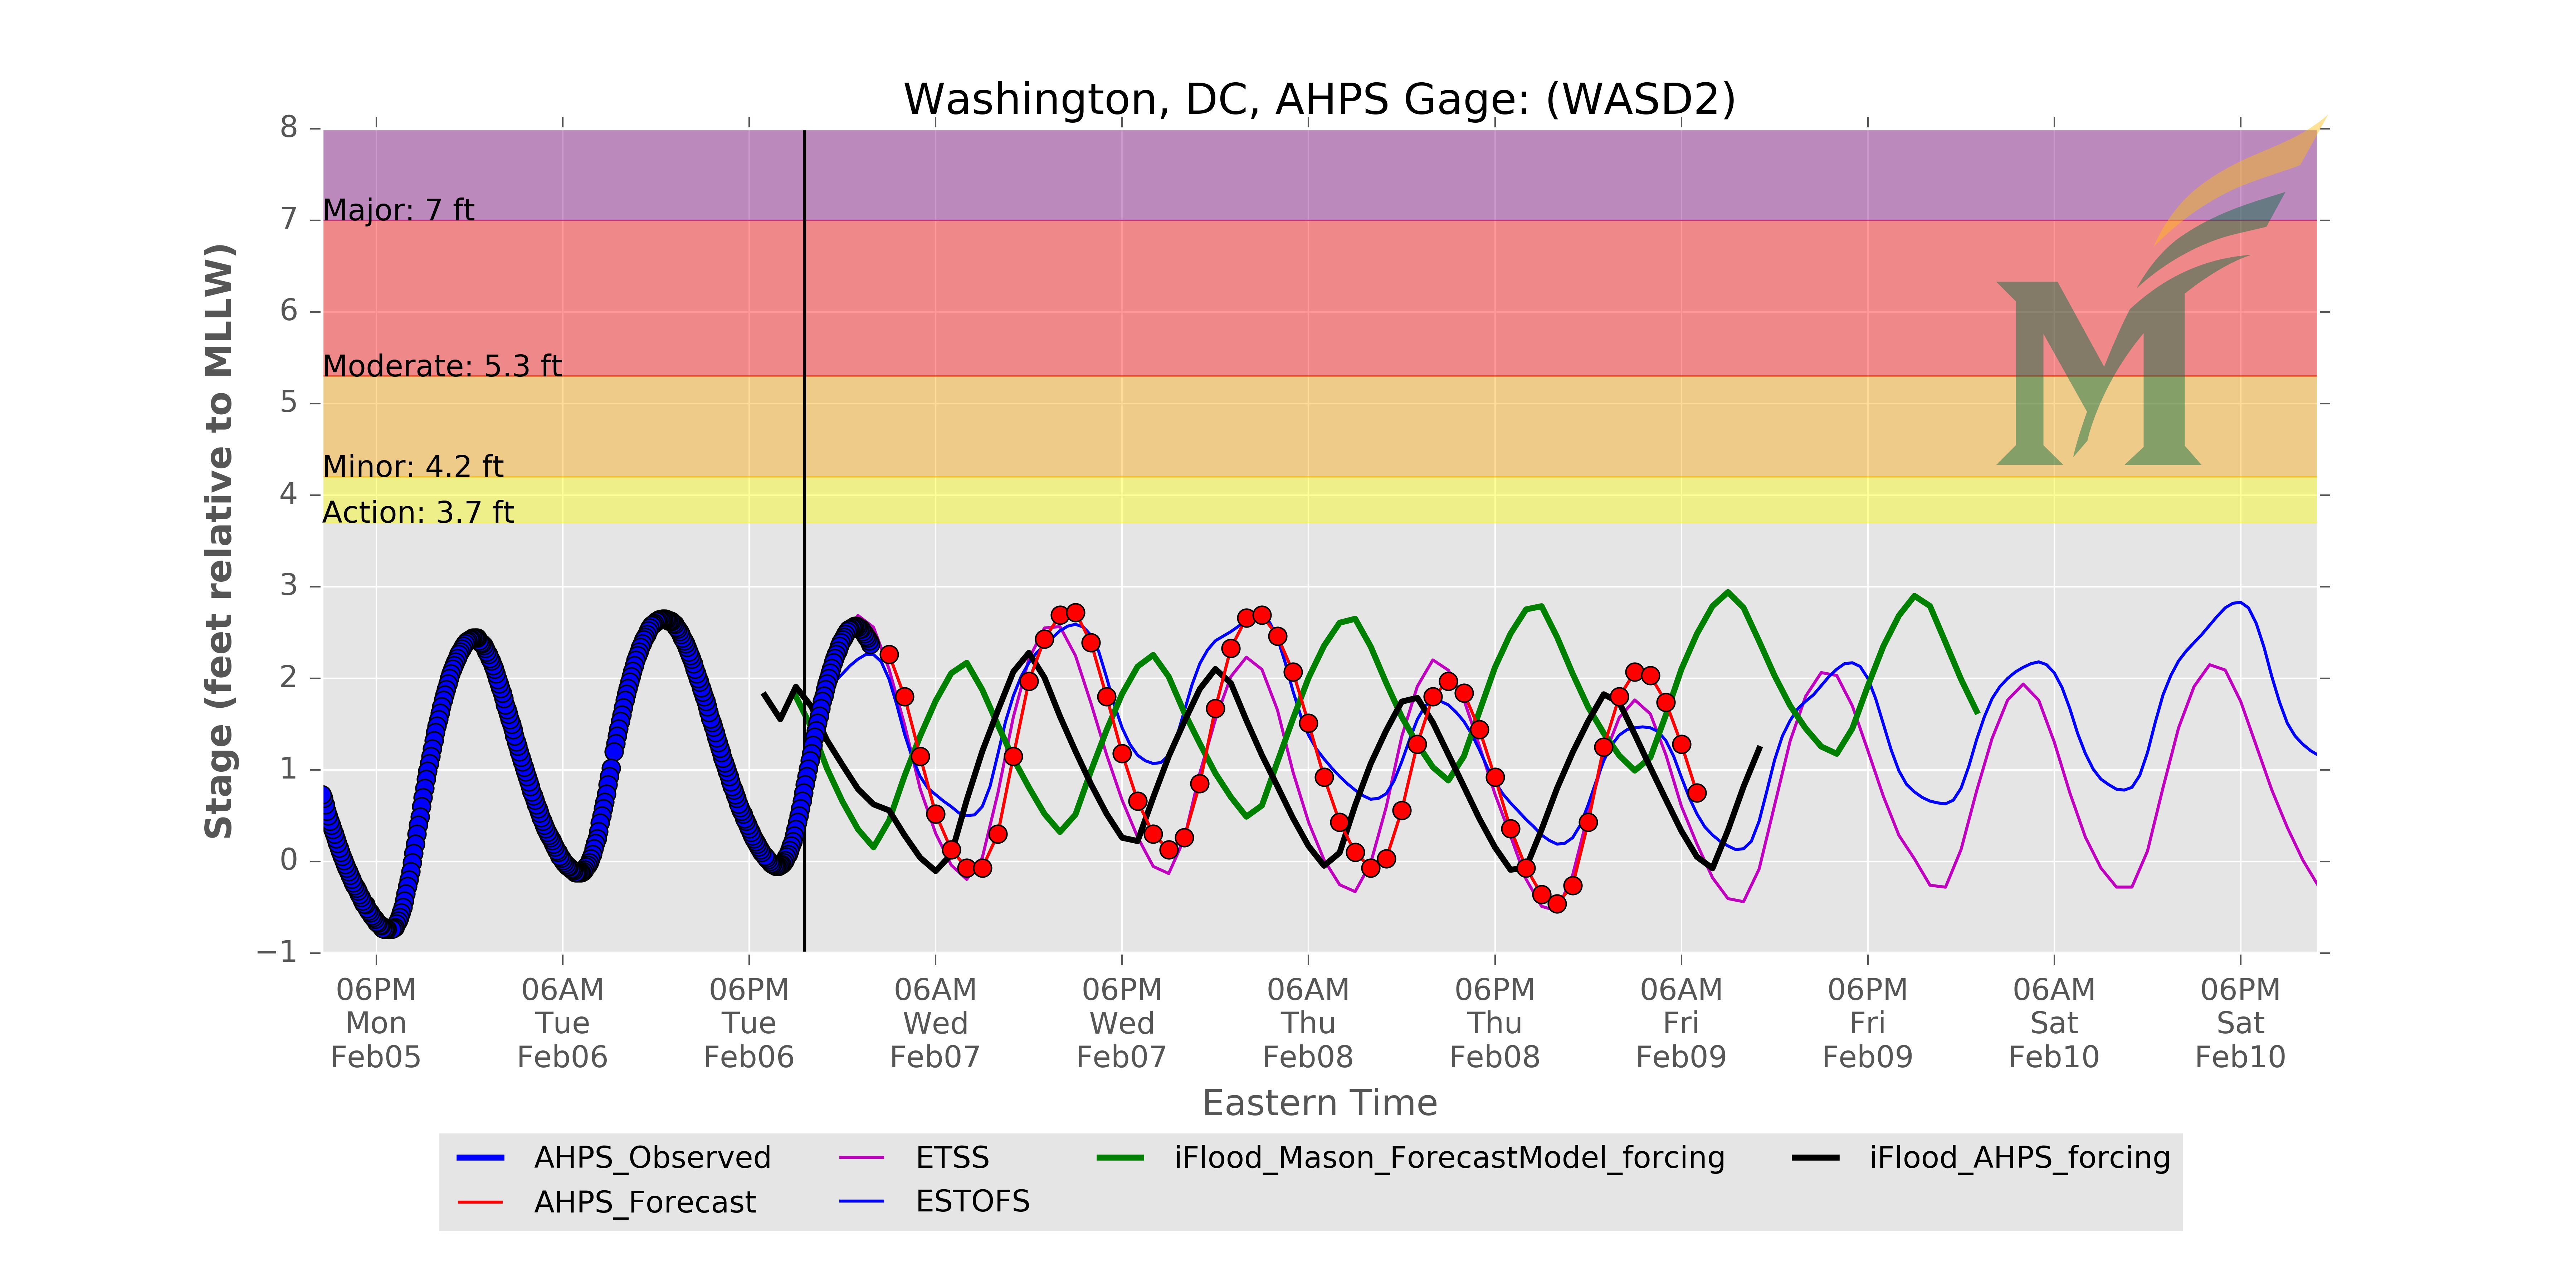 Washington, DC, AHPS Gage: (WASD2)
Stage (feet relative to MLLW)
8
7
6
5
4
3
2
1
0
−1
Major: 7 ft
Moderate: 5.3 ft
Minor: 4.2 ft
Action: 3.7 ft
M
06PM 06AM 06PM 06AM 06PM 06AM 06PM 06AM 06PM 06AM 06PM
Mon Tue Tue Wed Wed Thu Thu Fri Fri Sat Sat
Feb05 Feb06 Feb06 Feb07 Feb07 Feb08 Feb08 Feb09 Feb09 Feb10 Feb10
Eastern Time
AHPS_Observed ETSS iFlood_Mason_ForecastModel_forcing iFlood_AHPS_forcing
AHPS_Forecast ESTOFS